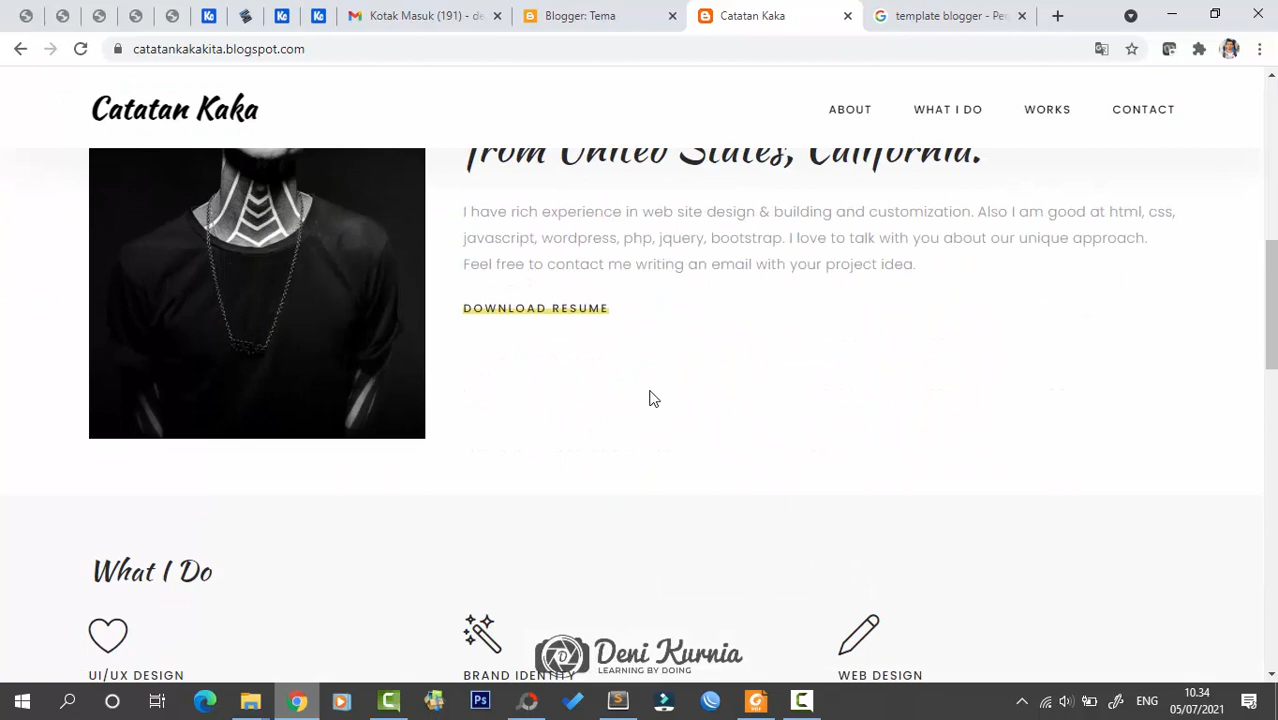 Kotak Masuk (191) - de
Blogger: Tema
Catatan Kaka
template blogger - Pe
catatankakakita.blogspot.com
Catatan Kaka
ABOUT
WHAT I DO
WORKS
CONTACT
from United States, California.
I have rich experience in web site design & building and customization. Also I am good at html, css,
javascript, wordpress, php, jquery, bootstrap. I love to talk with you about our unique approach.
Feel free to contact me writing an email with your project idea.
DOWNLOAD RESUME
What I Do
UI/UX DESIGN
BRAND IDENTITY
WEB DESIGN
Deni Kurnia
LEARNING BY DOING
ENG
10.34
05/07/2021